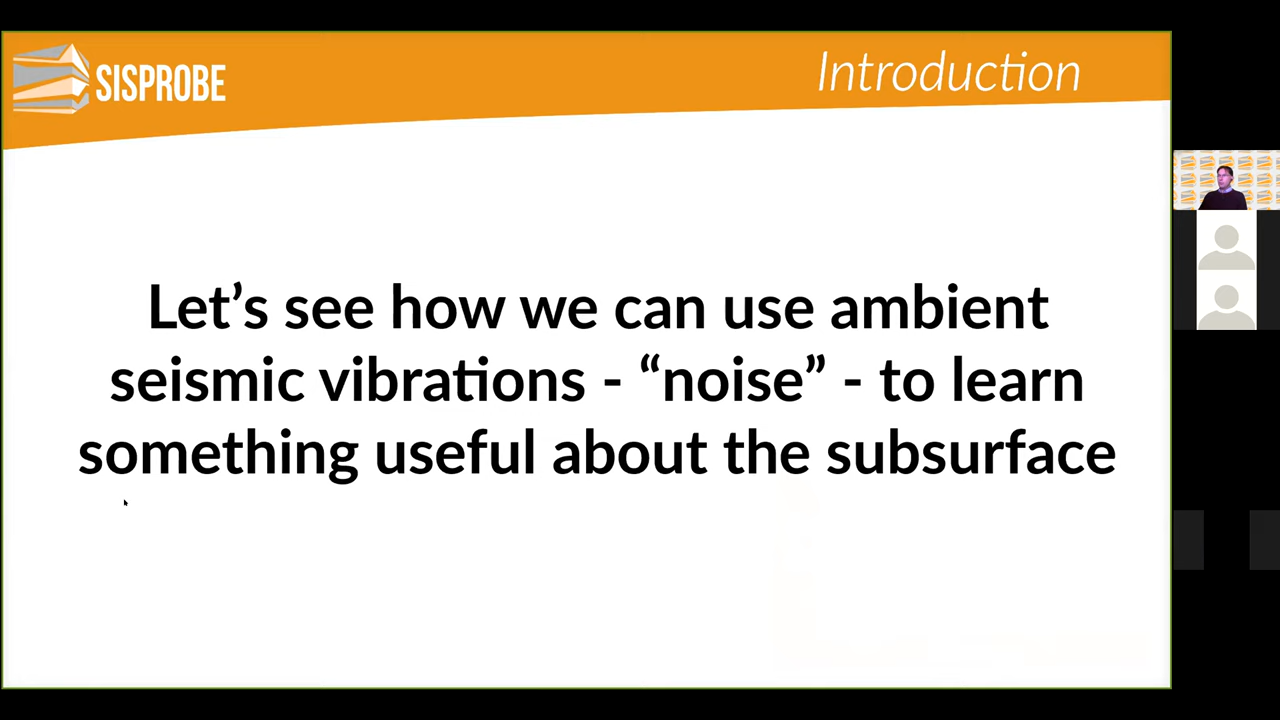 SISPROBE
Introduction
Let’s see how we can use ambient
seismic vibrations - “noise” - to learn
something useful about the subsurface